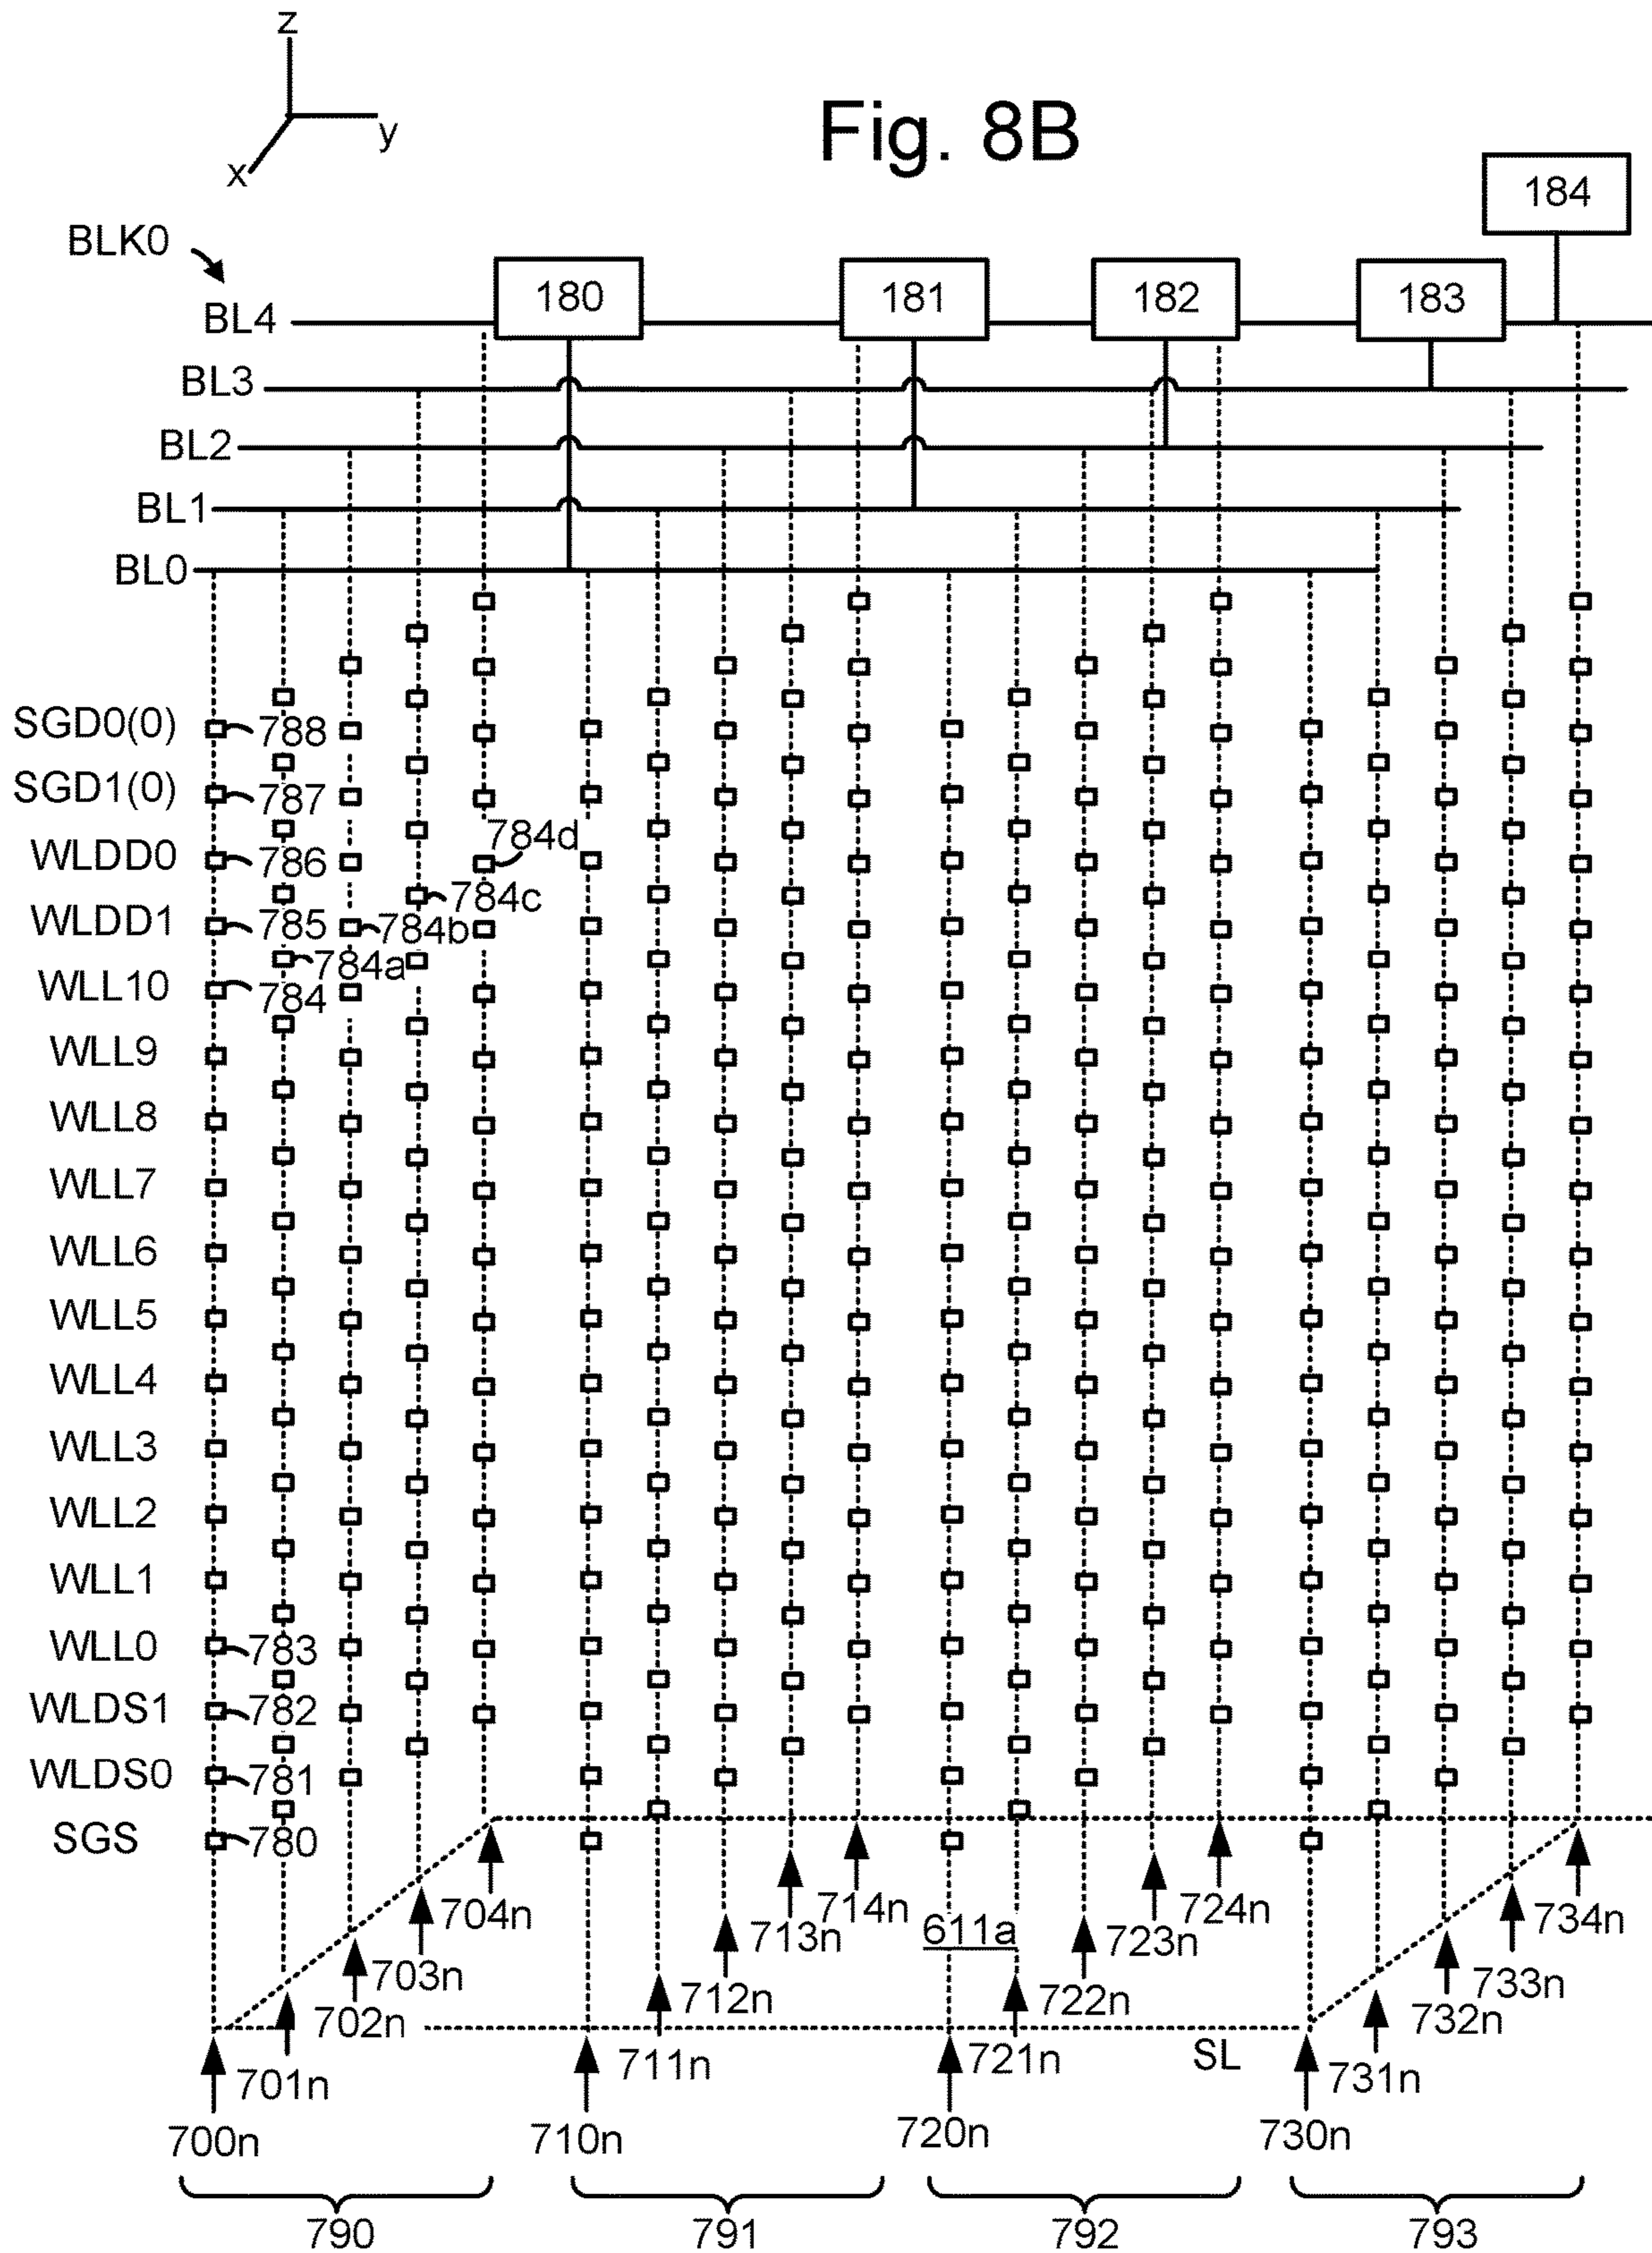 z
y
x
Fig. 8B
184
BLK0
180
181
182
183
BL4
BL3
BL2
BL1
BL0
SGD0(0) 788
SGD1(0) 787
784d
WLDD0 786
784c
WLDD1 785 784b
784a
WLL10 784
WLL9
WLL8
WLL7
WLL6
WLL5
WLL4
WLL3
WLL2
WLL1
WLL0 783
WLDS1 782
WLDS0 781
SGS 780
704n 714n 611a 724n 734n
703n 713n 723n 733n
702n 712n 722n 732n
701n 711n 721n SL 731n
700n 710n 720n 730n
790 791 792 793